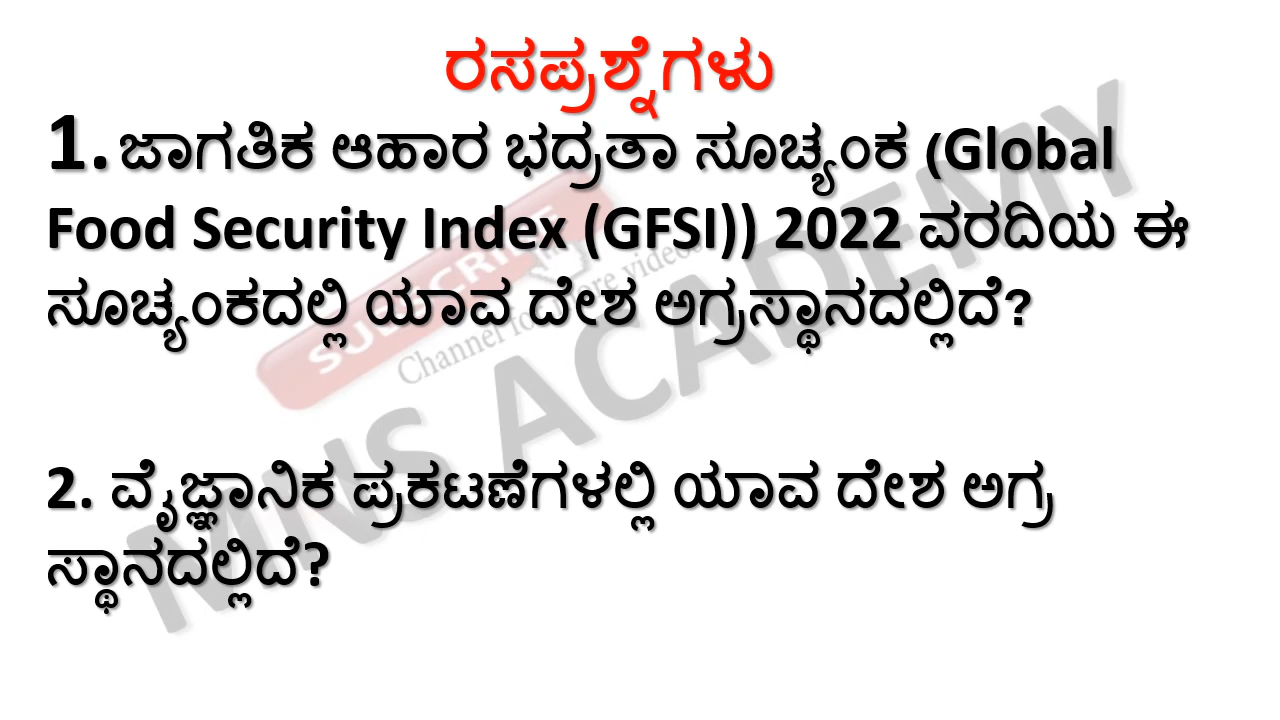 ರಸಪ್ರಶ್ನೆಗಳು
1. ಜಾಗತಿಕ ಆಹಾರ ಭದ್ರತಾ ಸೂಚ್ಯಂಕ (Global
Food Security Index (GFSI)) 2022 ವರದಿಯ ಈ
ಸೂಚ್ಯಂಕದಲ್ಲಿ ಯಾವ ದೇಶ ಅಗ್ರಸ್ಥಾನದಲ್ಲಿದೆ?
2. ವೈಜ್ಞಾನಿಕ ಪ್ರಕಟಣೆಗಳಲ್ಲಿ ಯಾವ ದೇಶ ಅಗ್ರ
ಸ್ಥಾನದಲ್ಲಿದೆ?
SUBSCRIBE
Channel for more videos
MNS ACADEMY